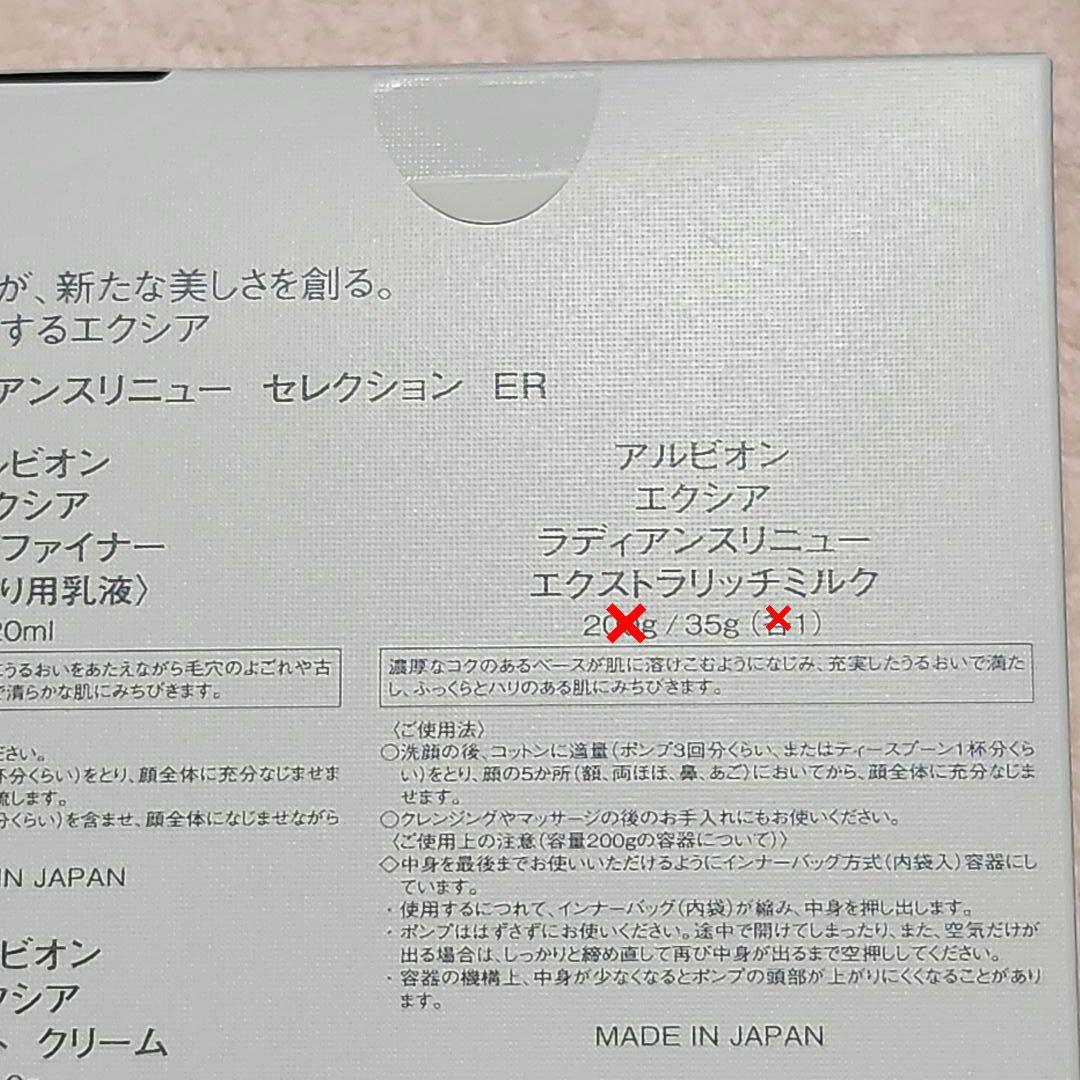 が、新たな美しさを創る。
するエクシア
アンスリニュー セレクション ER
ルビオン
クシア
ファイナー
り用乳液〉
20ml
うるおいをあたえながら毛穴のよごれや古
で清らかな肌にみちびきます。
ださい。
杯分くらい)をとり、顔全体に充分なじませま
流します。
分くらい)を含ませ、顔全体になじませながら
IN JAPAN
ビオン
クシア
ト クリーム
アルビオン
エクシア
ラディアンスリニュー
エクストラリッチミルク
200g / 35g (各1)
濃厚なコクのあるベースが肌に溶けこむようになじみ、充実したうるおいで満た
し、ふっくらとハリのある肌にみちびきます。
〈ご使用法〉
○洗顔の後、コットンに適量(ポンプ3回分くらい、またはティースプーン1杯分くら
い)をとり、顔の5か所(額、両ほほ、鼻、あご)においてから、顔全体に充分なじま
せます。
○クレンジングやマッサージの後のお手入れにもお使いください。
〈ご使用上の注意(容量200gの容器について)〉
◇中身を最後までお使いいただけるようにインナーバッグ方式(内袋入)容器にし
ています。
・使用するにつれて、インナーバッグ(内袋)が縮み、中身を押し出します。
・ポンプははずさずにお使いください。途中で開けてしまったり、また、空気だけが
出る場合は、しっかりと締め直して再び中身が出るまで空押ししてください。
・容器の機構上、中身が少なくなるとポンプの頭部が上がりにくくなることがあり
ます。
MADE IN JAPAN